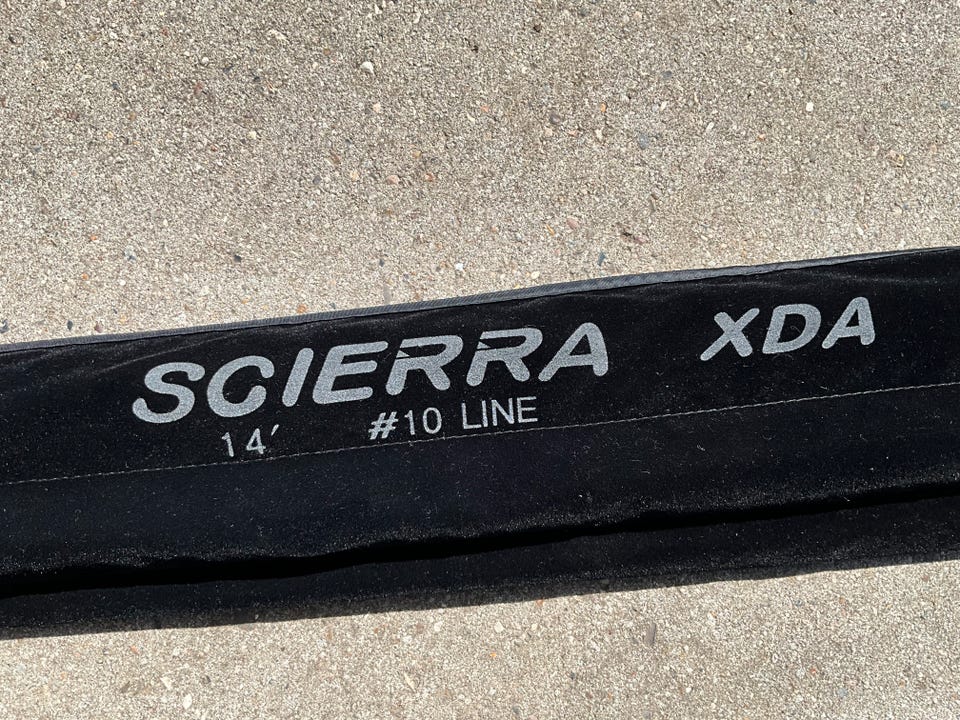 SCIERRA XDA
14' #10 LINE